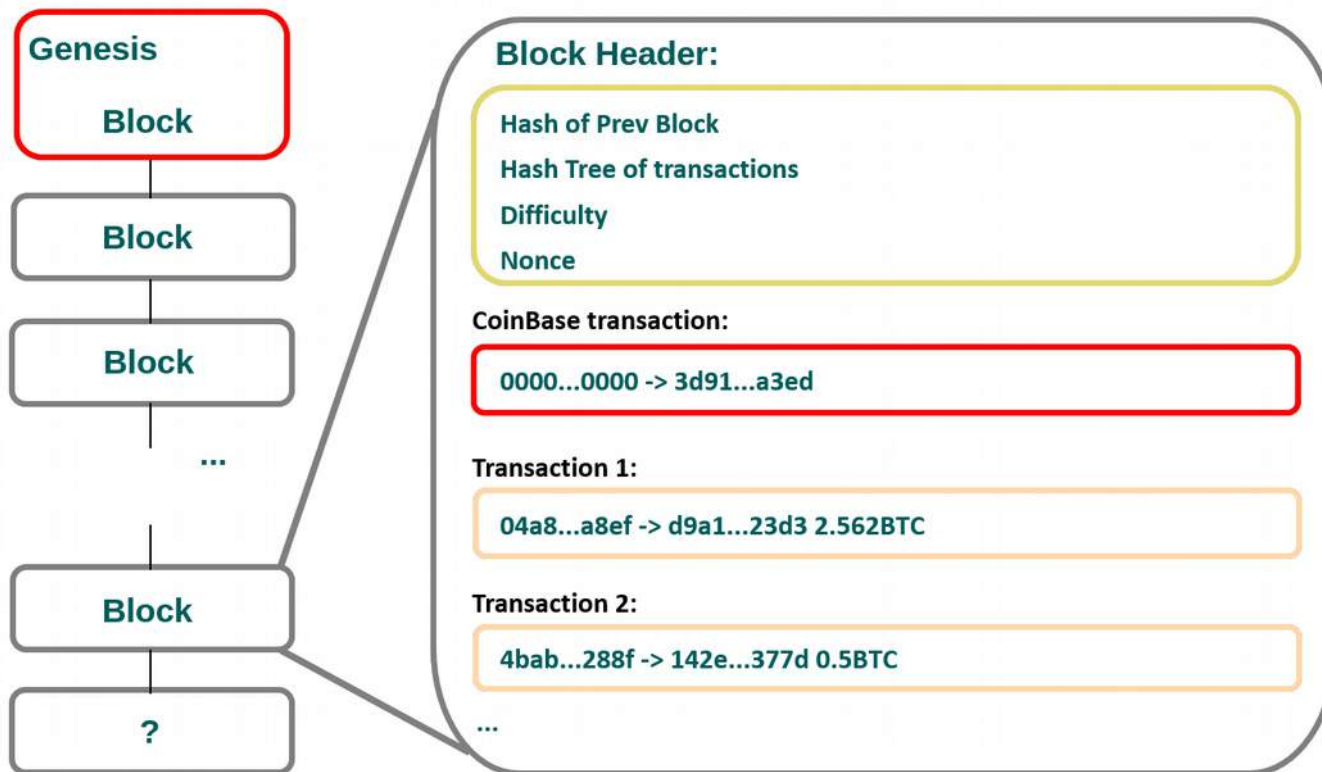 Genesis
Block
Block
Block
...
Block
?
Block Header:
Hash of Prev Block
Hash Tree of transactions
Difficulty
Nonce
CoinBase transaction:
0000...0000 -> 3d91...a3ed
Transaction 1:
04a8...a8ef -> d9a1...23d3 2.562BTC
Transaction 2:
4bab...288f -> 142e...377d 0.5BTC
...